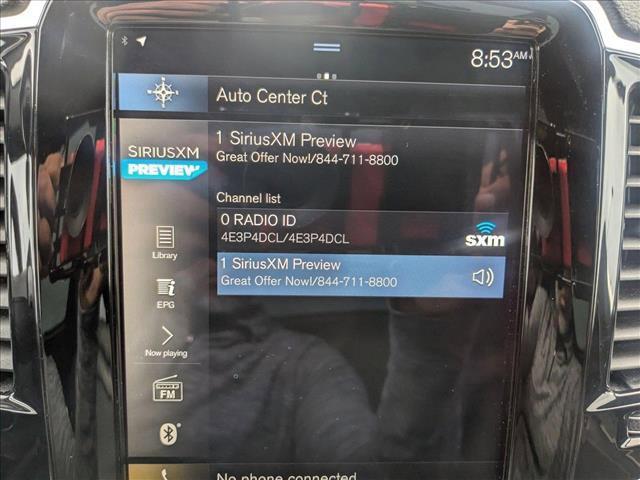 8:53AM
Auto Center Ct
1 SiriusXM Preview
Great Offer Now!/844-711-8800
SIRIUSXM
PREVIEW
Channel list
0 RADIO ID
4E3P4DCL/4E3P4DCL
sxm
1 SiriusXM Preview
Great Offer Now!/844-711-8800
Library
EPG
Now playing
FM
No phone connected